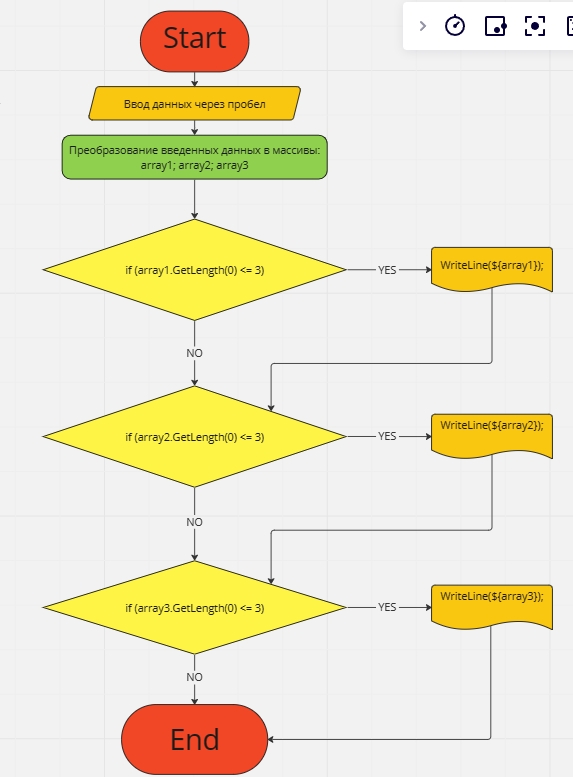 Start
Ввод данных через пробел
Преобразование введенных данных в массивы:
array1; array2; array3
if (array1.GetLength(0) <= 3)
YES
WriteLine(${array1});
NO
if (array2.GetLength(0) <= 3)
YES
WriteLine(${array2});
NO
if (array3.GetLength(0) <= 3)
YES
WriteLine(${array3});
NO
End